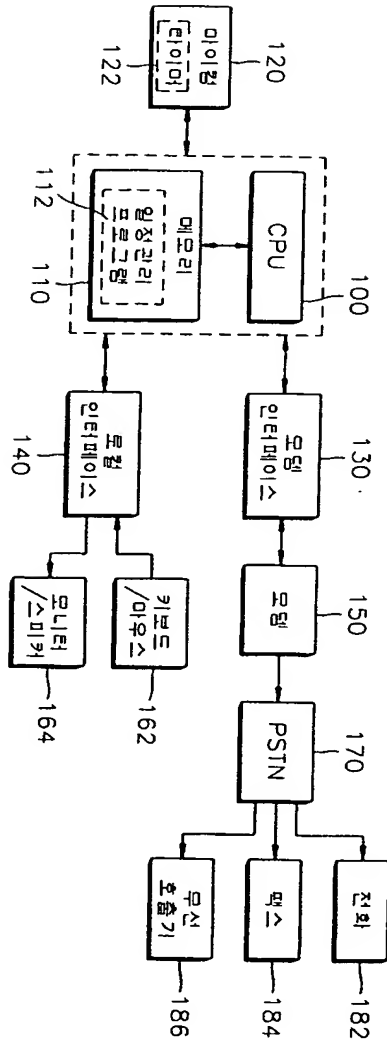 마이컴
타이머
120
122
CPU
100
메모리
일정관리
프로그램
112
110
모뎀
인터페이스
130
로컬
인터페이스
140
모뎀
150
키보드
/마우스
162
모니터
/스피커
164
PSTN
170
전화
182
팩스
184
무선
호출기
186